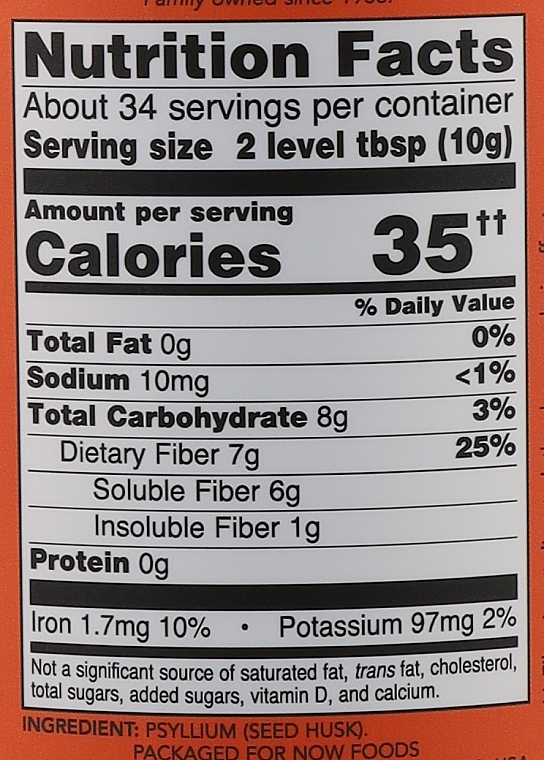 Family owned since
Nutrition Facts
About 34 servings per container
Serving size 2 level tbsp (10g)
Amount per serving
Calories 35††
% Daily Value
Total Fat 0g 0%
Sodium 10mg <1%
Total Carbohydrate 8g 3%
Dietary Fiber 7g 25%
Soluble Fiber 6g
Insoluble Fiber 1g
Protein 0g
Iron 1.7mg 10% • Potassium 97mg 2%
Not a significant source of saturated fat, trans fat, cholesterol,
total sugars, added sugars, vitamin D, and calcium.
INGREDIENT: PSYLLIUM (SEED HUSK).
PACKAGED FOR NOW FOODS